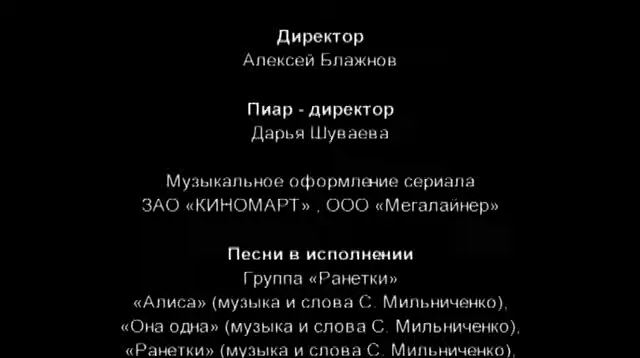 Директор
Алексей Блажнов
Пиар - директор
Дарья Шуваева
Музыкальное оформление сериала
ЗАО «КИНОМАРТ» , ООО «Мегалайнер»
Песни в исполнении
Группа «Ранетки»
«Алиса» (музыка и слова С. Мильниченко),
«Она одна» (музыка и слова С. Мильниченко),
«Ранетки» (музыка и слова С. Мильниченко),